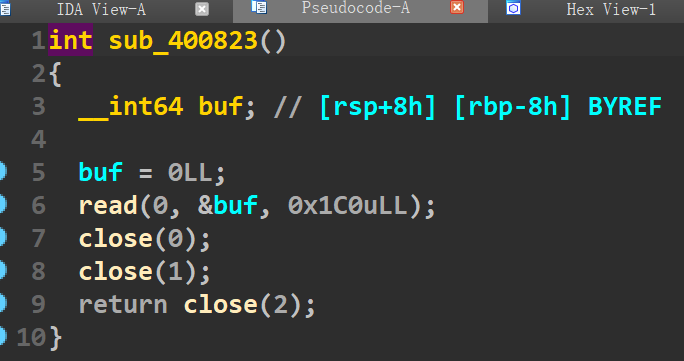 IDA View-A Pseudocode-A Hex View-1
1 int sub_400823()
2 {
3 __int64 buf; // [rsp+8h] [rbp-8h] BYREF
4
5 buf = 0LL;
6 read(0, &buf, 0x1C0uLL);
7 close(0);
8 close(1);
9 return close(2);
10 }